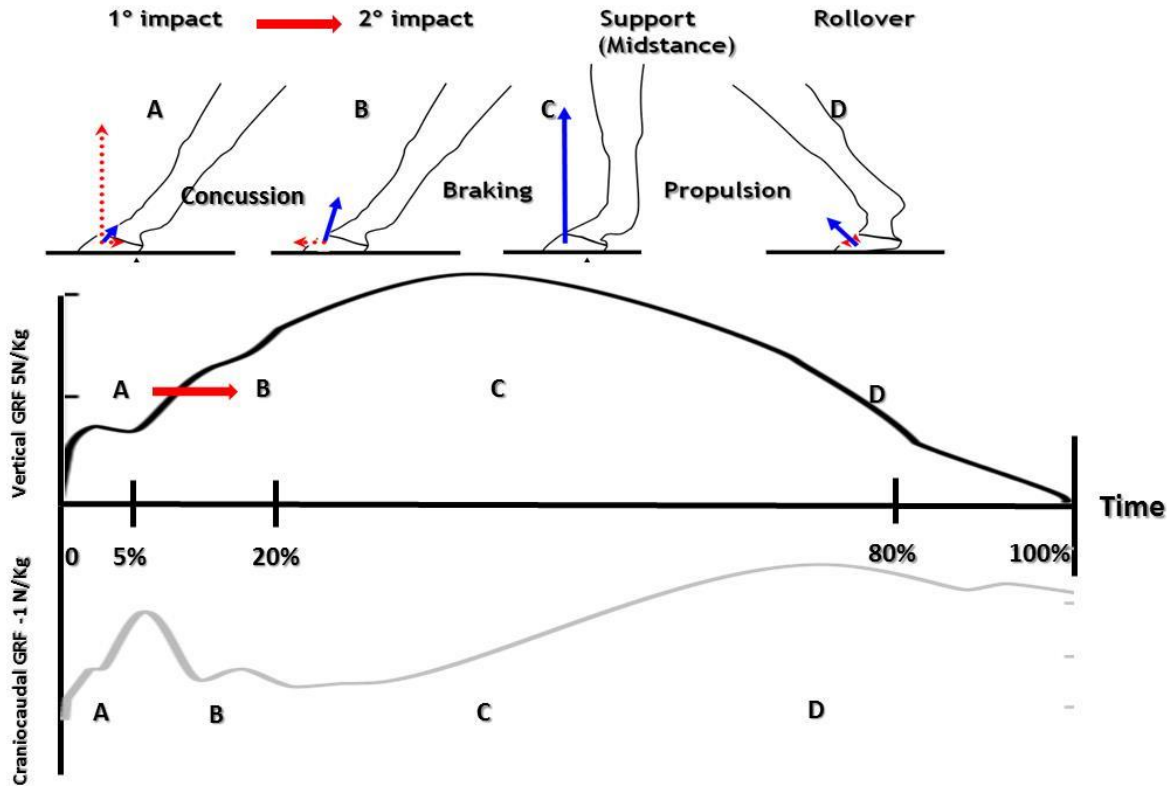 1° impact
2° impact
Support
(Midstance)
Rollover
A
B
C
D
Concussion
Braking
Propulsion
Vertical GRF 5N/Kg
A
B
C
D
Time
0
5%
20%
80%
100%
Craniocaudal GRF -1 N/Kg
A
B
C
D